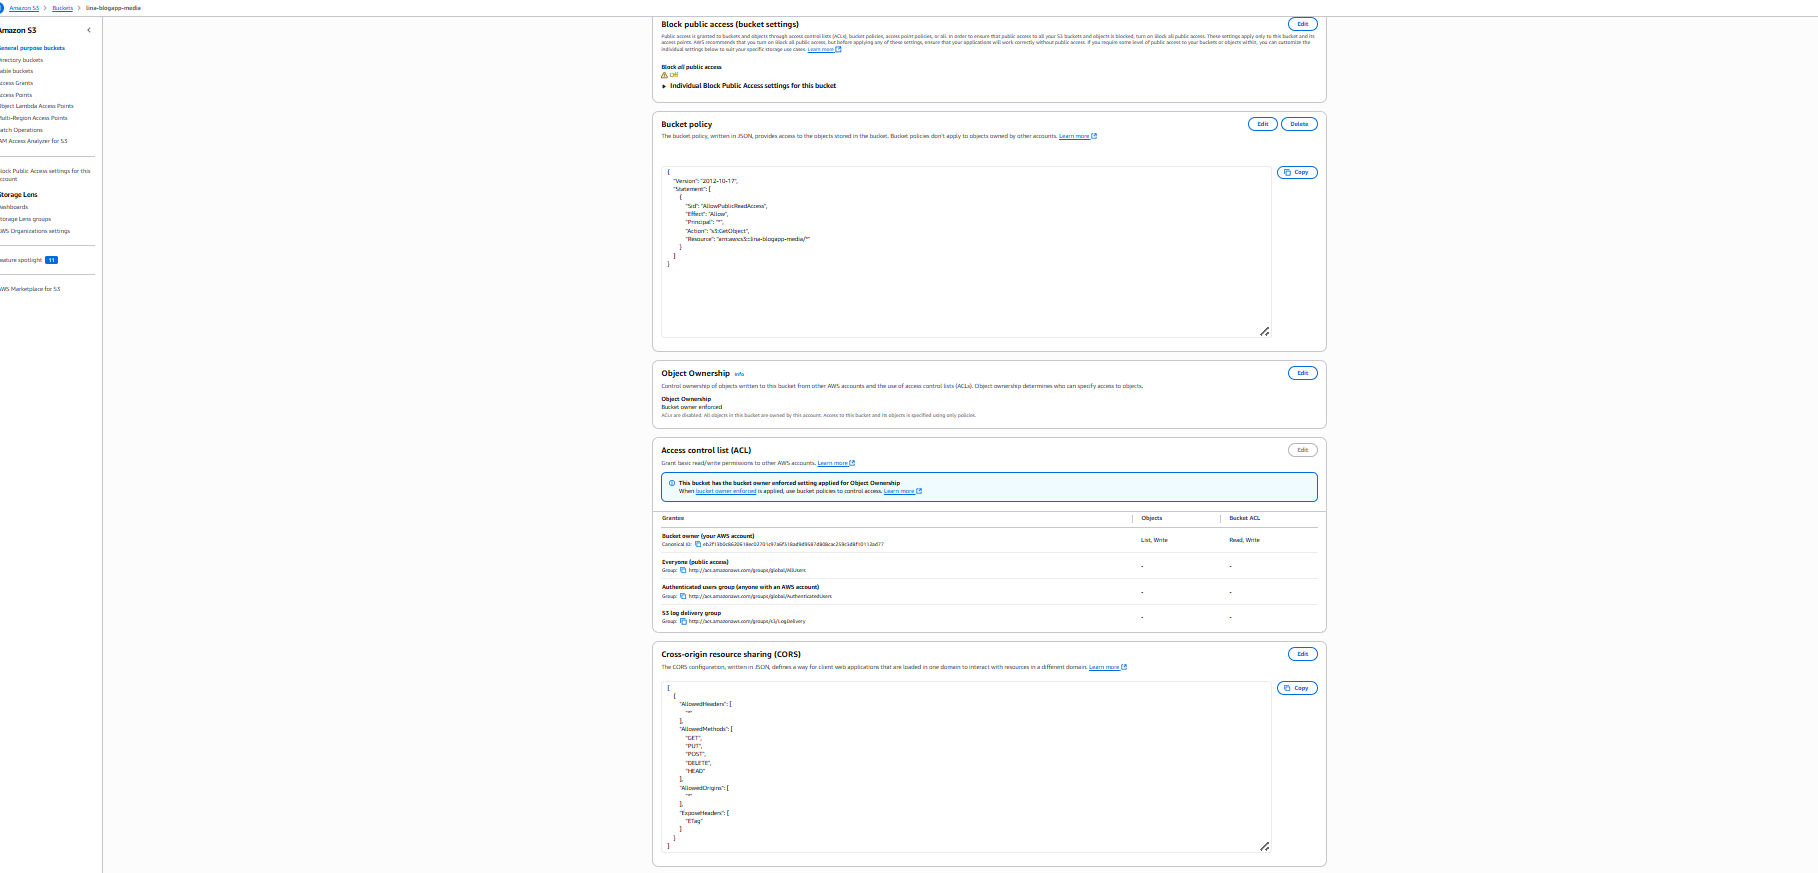 Amazon S3 > Buckets > lina-blogapp-media
Amazon S3
General purpose buckets
Directory buckets
Table buckets
Access Grants
Access Points
Object Lambda Access Points
Multi-Region Access Points
Batch Operations
IAM Access Analyzer for S3
Block Public Access settings for this
account
Storage Lens
Dashboards
Storage Lens groups
AWS Organizations settings
Feature spotlight 11
AWS Marketplace for S3
Block public access (bucket settings)
Edit
Public access is granted to buckets and objects through access control lists (ACLs), bucket policies, access point policies, or all. In order to ensure that public access to all your S3 buckets and objects is blocked, turn on Block all public access. These settings apply only to this bucket and its
access points. AWS recommends that you turn on Block all public access, but before applying any of these settings, ensure that your applications will work correctly without public access. If you require some level of public access to your buckets or objects within, you can customize the
individual settings below to suit your specific storage use cases. Learn more
Block all public access
Off
Individual Block Public Access settings for this bucket
Bucket policy
Edit
Delete
The bucket policy, written in JSON, provides access to the objects stored in the bucket. Bucket policies don't apply to objects owned by other accounts. Learn more
Copy
{
"Version": "2012-10-17",
"Statement": [
{
"Sid": "AllowPublicReadAccess",
"Effect": "Allow",
"Principal": "*",
"Action": "s3:GetObject",
"Resource": "arn:aws:s3:::lina-blogapp-media/*"
}
]
}
Object Ownership Info
Edit
Control ownership of objects written to this bucket from other AWS accounts and the use of access control lists (ACLs). Object ownership determines who can specify access to objects.
Object Ownership
Bucket owner enforced
ACLs are disabled. All objects in this bucket are owned by this account. Access to this bucket and its objects is specified using only policies.
Access control list (ACL)
Edit
Grant basic read/write permissions to other AWS accounts. Learn more
This bucket has the bucket owner enforced setting applied for Object Ownership
When bucket owner enforced is applied, use bucket policies to control access. Learn more
Grantee Objects Bucket ACL
Bucket owner (your AWS account)
Canonical ID:
List, Write
Read, Write
Everyone (public access)
Group: http://acs.amazonaws.com/groups/global/AllUsers
-
-
Authenticated users group (anyone with an AWS account)
Group: http://acs.amazonaws.com/groups/global/AuthenticatedUsers
-
-
S3 log delivery group
Group: http://acs.amazonaws.com/groups/s3/LogDelivery
-
-
Cross-origin resource sharing (CORS)
Edit
The CORS configuration, written in JSON, defines a way for client web applications that are loaded in one domain to interact with resources in a different domain. Learn more
Copy
[
{
"AllowedHeaders": [
"*"
],
"AllowedMethods": [
"GET",
"PUT",
"POST",
"DELETE",
"HEAD"
],
"AllowedOrigins": [
"*"
],
"ExposeHeaders": [
"ETag"
]
}
]